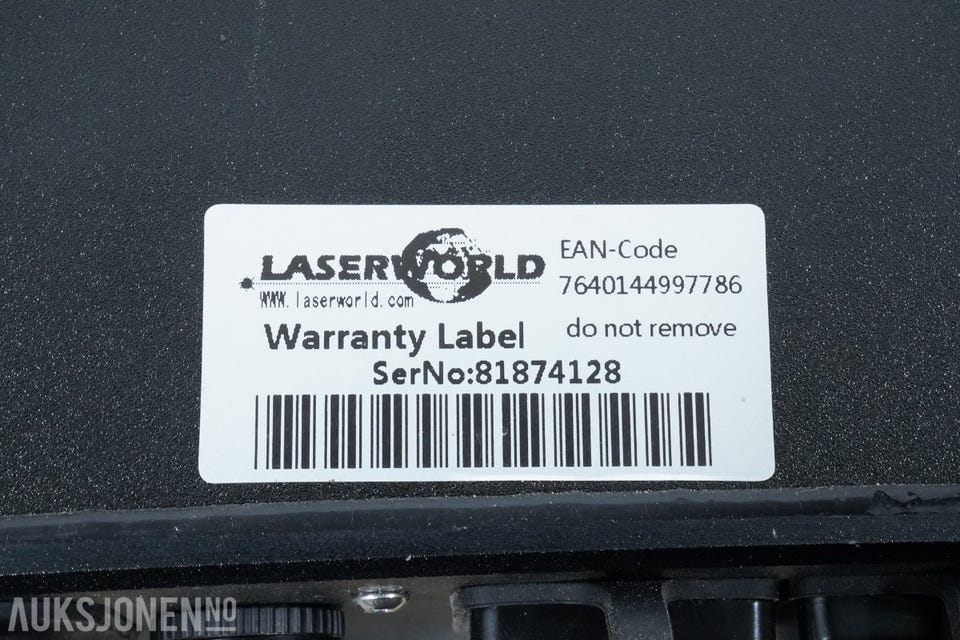 LASERWORLD
WWW.laserworld.com
EAN-Code
7640144997786
Warranty Label
do not remove
SerNo:81874128
AUKSJONEN.NO